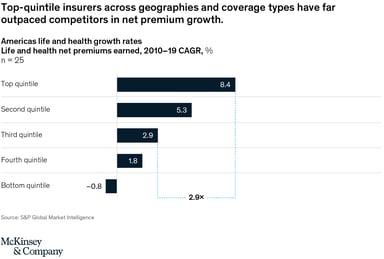 Top-quintile insurers across geographies and coverage types have far
outpaced competitors in net premium growth.
Americas life and health growth rates
Life and health net premiums earned, 2010–19 CAGR, %
n = 25
Top quintile 8.4
Second quintile 5.3
Third quintile 2.9
Fourth quintile 1.8
Bottom quintile –0.8
2.9×
Source: S&P Global Market Intelligence
McKinsey
& Company